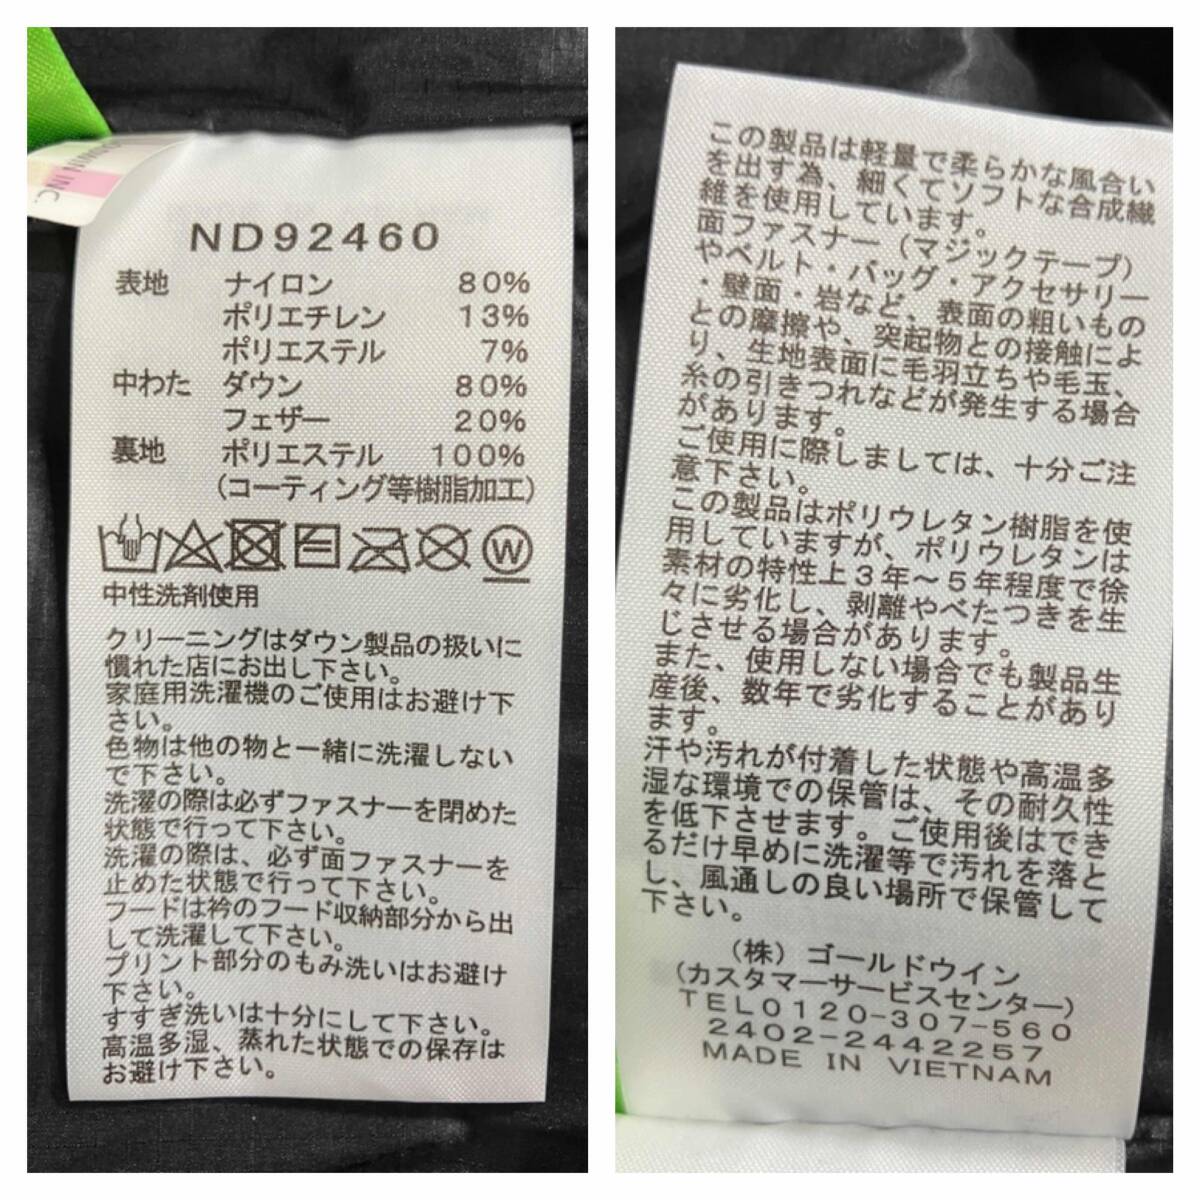 DWIN INC.
ND92460
表地 ナイロン 80%
ポリエチレン 13%
ポリエステル 7%
中わた ダウン 80%
フェザー 20%
裏地 ポリエステル 100%
(コーティング等樹脂加工)
W
中性洗剤使用
クリーニングはダウン製品の扱いに
慣れた店にお出し下さい。
家庭用洗濯機のご使用はお避け下
さい。
色物は他の物と一緒に洗濯しない
で下さい。
洗濯の際は必ずファスナーを閉めた
状態で行って下さい。
洗濯の際は、必ず面ファスナーを
止めた状態で行って下さい。
フードは衿のフード収納部分から出
して洗濯して下さい。
プリント部分のもみ洗いはお避け
下さい。
すすぎ洗いは十分にして下さい。
高温多湿、蒸れた状態での保存は
お避け下さい。
この製品は軽量で柔らかな風合い
を出す為、細くてソフトな合成繊
維を使用しています。
面ファスナー(マジックテープ)
やベルト・バッグ・アクセサリー
・壁面・岩など、表面の粗いもの
との摩擦や、突起物との接触によ
り、生地表面に毛羽立ちや毛玉、
糸の引きつれなどが発生する場合
があります。
ご使用に際しましては、十分ご注
意下さい。
この製品はポリウレタン樹脂を使
用していますが、ポリウレタンは
素材の特性上3年~5年程度で徐
々に劣化し、剥離やべたつきを生
じさせる場合があります。
また、使用しない場合でも製品生
産後、数年で劣化することがあり
ます。
汗や汚れが付着した状態や高温多
湿な環境での保管は、その耐久性
を低下させます。ご使用後はでき
るだけ早めに洗濯等で汚れを落と
し、風通しの良い場所で保管して
下さい。
(株)ゴールドウイン
(カスタマーサービスセンター)
TEL0120-307-560
2402-2442257
MADE IN VIETNAM